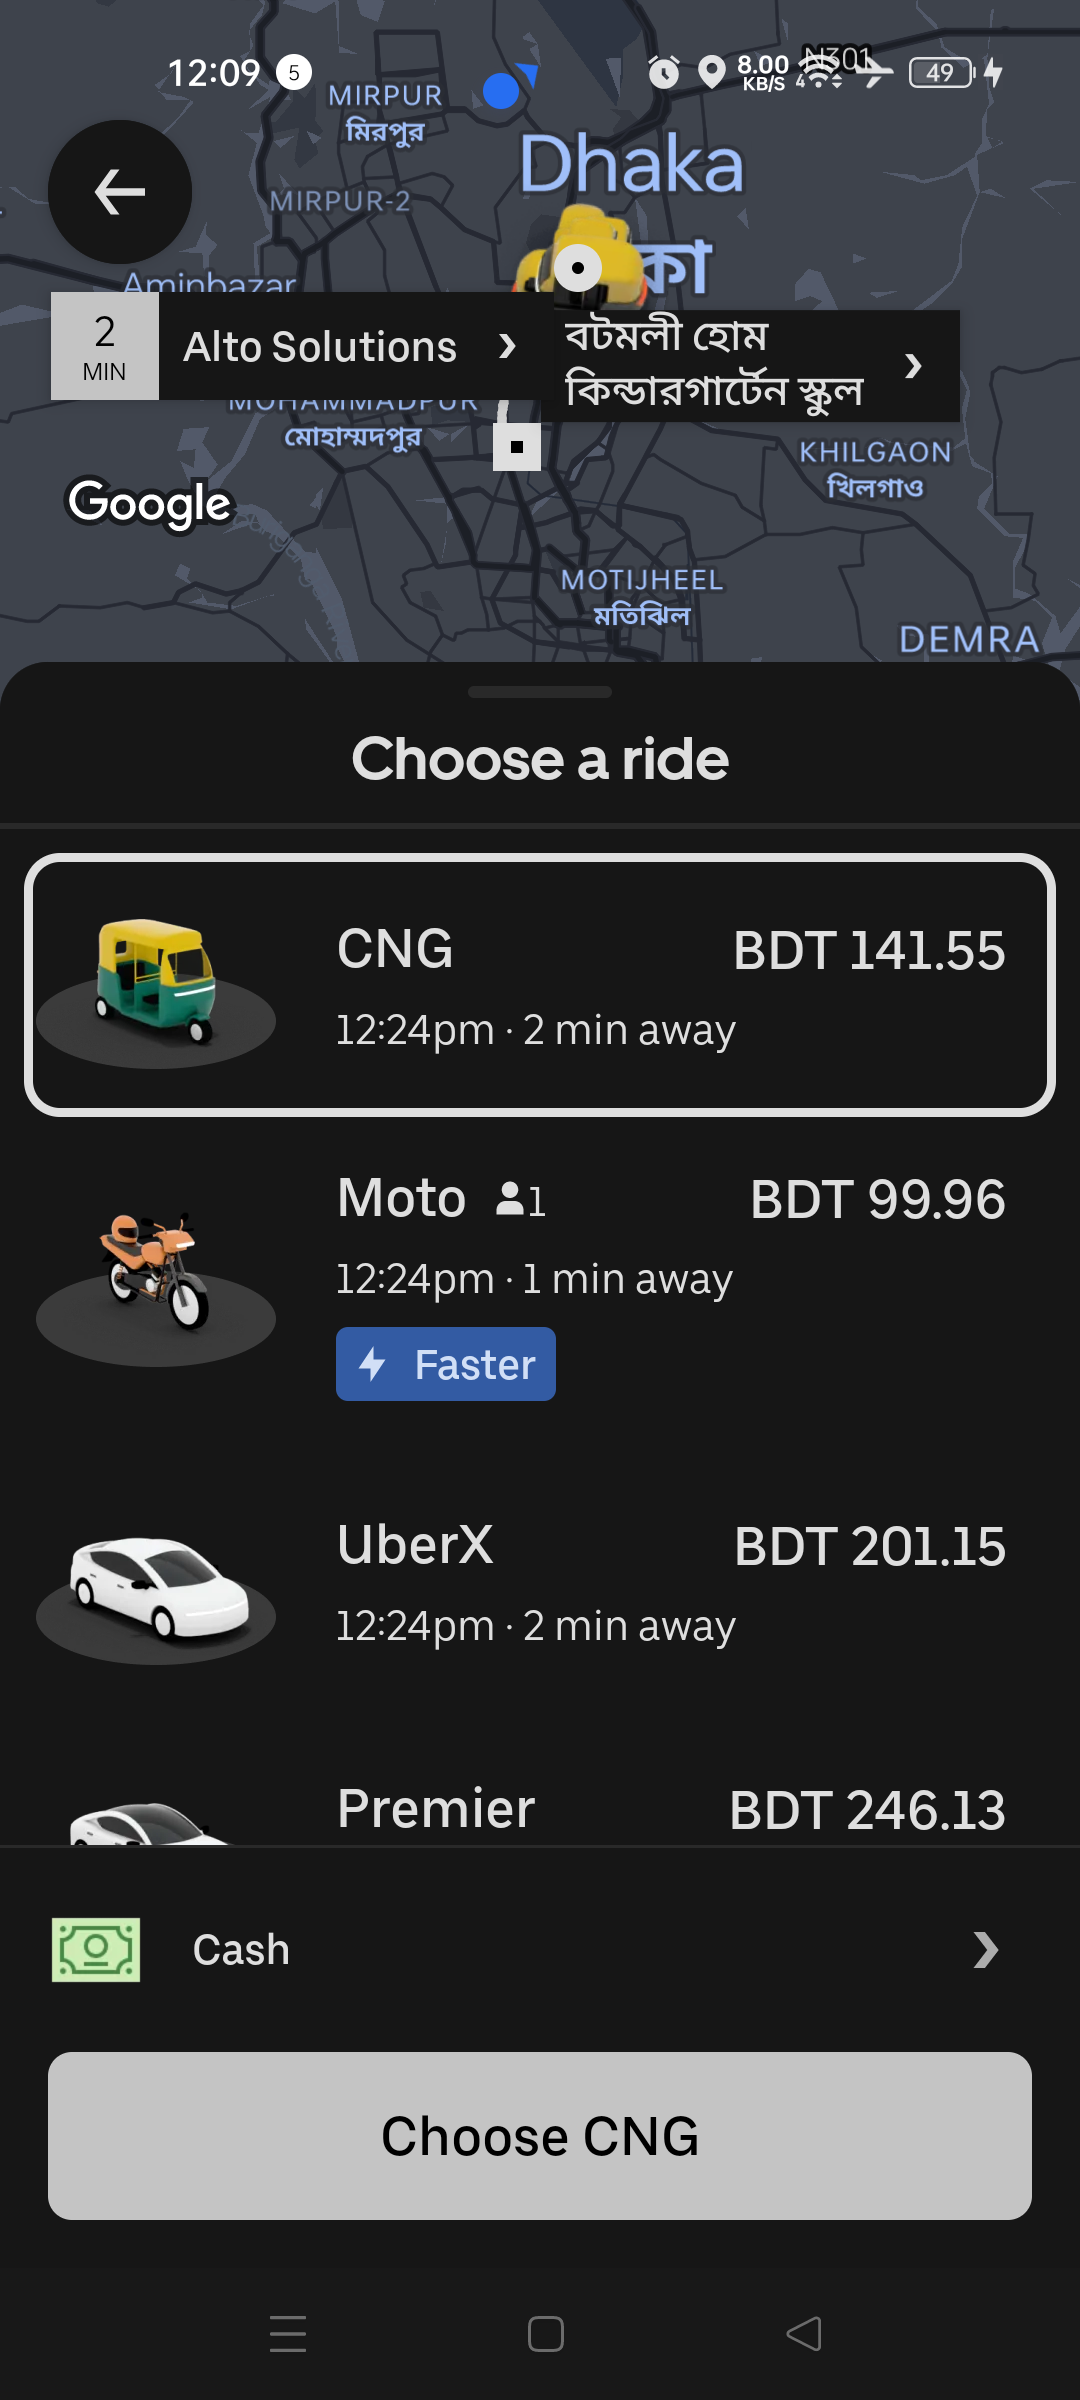 12:09 5 8.00 KB/S 4 49
N301
MIRPUR
মিরপুর
Dhaka
MIRPUR-2
কা
Aminbazar
2
MIN
Alto Solutions
বটমলী হোম
কিন্ডারগার্টেন স্কুল
MOHAMMADPUR
মোহাম্মদপুর
KHILGAON
খিলগাও
Google
MOTIJHEEL
মতিঝিল
DEMRA
Choose a ride
CNG BDT 141.55
12:24pm · 2 min away
Moto 1 BDT 99.96
12:24pm · 1 min away
Faster
UberX BDT 201.15
12:24pm · 2 min away
Premier BDT 246.13
Cash
Choose CNG